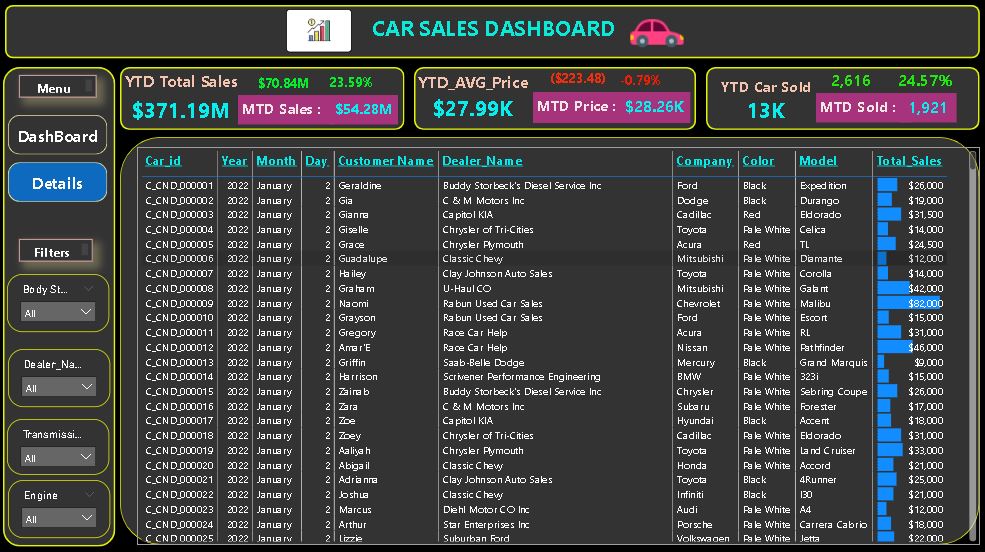 CAR SALES DASHBOARD
Menu
DashBoard
Details
Filters
Body St...
All
Dealer_Na...
All
Transmissi...
All
Engine
All
YTD Total Sales $70.84M 23.59%
$371.19M MTD Sales : $54.28M
YTD_AVG_Price ($223.48) -0.79%
$27.99K MTD Price : $28.26K
YTD Car Sold 2,616 24.57%
13K MTD Sold : 1,921
Car_id Year Month Day Customer Name Dealer_Name Company Color Model Total_Sales
C_CND_000001 2022 January 2 Geraldine Buddy Storbeck's Diesel Service Inc Ford Black Expedition $26,000
C_CND_000002 2022 January 2 Gia C & M Motors Inc Dodge Black Durango $19,000
C_CND_000003 2022 January 2 Gianna Capitol KIA Cadillac Red Eldorado $31,500
C_CND_000004 2022 January 2 Giselle Chrysler of Tri-Cities Toyota Pale White Celica $14,000
C_CND_000005 2022 January 2 Grace Chrysler Plymouth Acura Red TL $24,500
C_CND_000006 2022 January 2 Guadalupe Classic Chevy Mitsubishi Pale White Diamante $12,000
C_CND_000007 2022 January 2 Hailey Clay Johnson Auto Sales Toyota Pale White Corolla $14,000
C_CND_000008 2022 January 2 Graham U-Haul CO Mitsubishi Pale White Galant $42,000
C_CND_000009 2022 January 2 Naomi Rabun Used Car Sales Chevrolet Pale White Malibu $82,000
C_CND_000010 2022 January 2 Grayson Rabun Used Car Sales Ford Pale White Escort $15,000
C_CND_000011 2022 January 2 Gregory Race Car Help Acura Pale White RL $31,000
C_CND_000012 2022 January 2 Amar'E Race Car Help Nissan Pale White Pathfinder $46,000
C_CND_000013 2022 January 2 Griffin Saab-Belle Dodge Mercury Black Grand Marquis $9,000
C_CND_000014 2022 January 2 Harrison Scrivener Performance Engineering BMW Pale White 323i $15,000
C_CND_000015 2022 January 2 Zainab Buddy Storbeck's Diesel Service Inc Chrysler Pale White Sebring Coupe $26,000
C_CND_000016 2022 January 2 Zara C & M Motors Inc Subaru Pale White Forester $17,000
C_CND_000017 2022 January 2 Zoe Capitol KIA Hyundai Black Accent $18,000
C_CND_000018 2022 January 2 Zoey Chrysler of Tri-Cities Cadillac Pale White Eldorado $31,000
C_CND_000019 2022 January 2 Aaliyah Chrysler Plymouth Toyota Pale White Land Cruiser $33,000
C_CND_000020 2022 January 2 Abigail Classic Chevy Honda Pale White Accord $21,000
C_CND_000021 2022 January 2 Adrianna Clay Johnson Auto Sales Toyota Black 4Runner $25,000
C_CND_000022 2022 January 2 Joshua Classic Chevy Infiniti Black I30 $21,000
C_CND_000023 2022 January 2 Marcus Diehl Motor CO Inc Audi Pale White A4 $12,000
C_CND_000024 2022 January 2 Arthur Star Enterprises Inc Porsche Pale White Carrera Cabrio $18,000
C_CND_000025 2022 January 2 Lizzie Suburban Ford Volkswagen Pale White Jetta $22,000